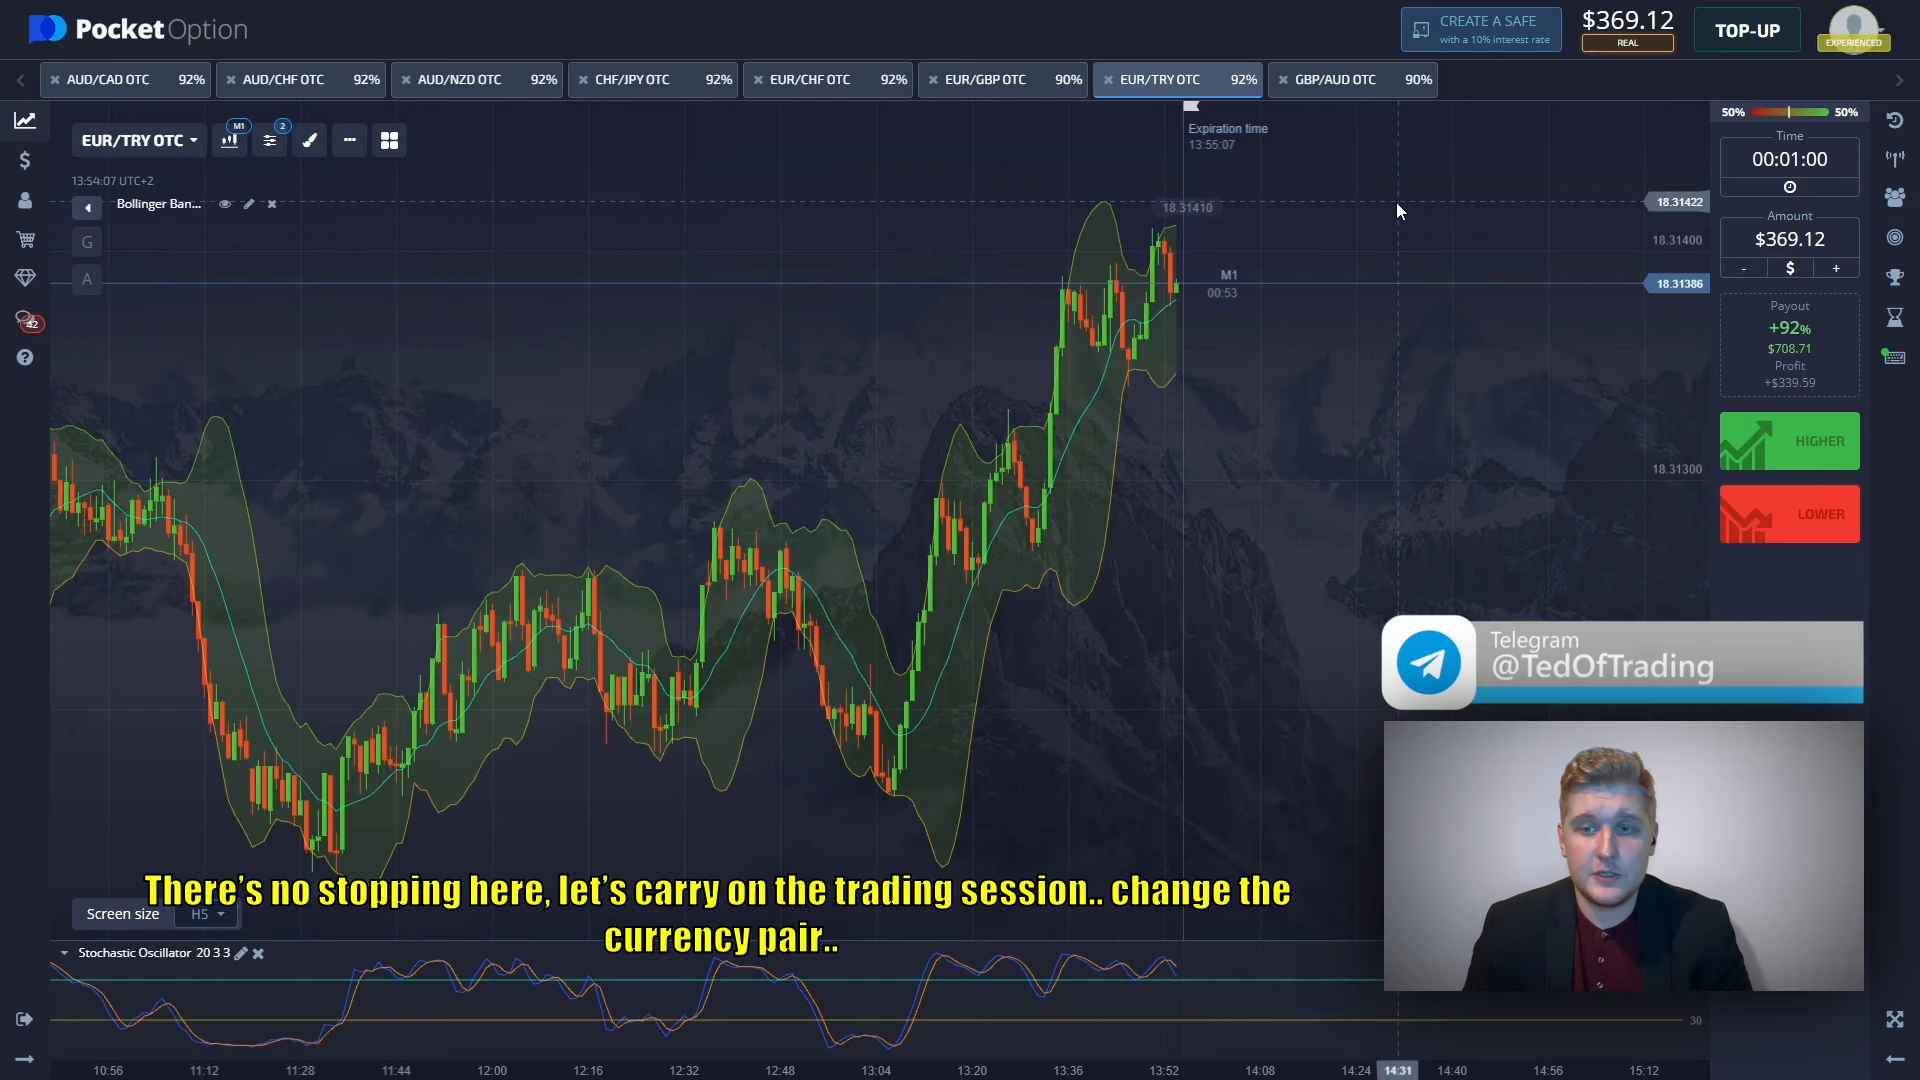 PocketOption
CREATE A SAFE
with a 10% interest rate
$369.12
REAL
TOP-UP
EXPERIENCED
AUD/CAD OTC 92%
AUD/CHF OTC 92%
AUD/NZD OTC 92%
CHF/JPY OTC 92%
EUR/CHF OTC 92%
EUR/GBP OTC 90%
EUR/TRY OTC 92%
GBP/AUD OTC 90%
EUR/TRY OTC
M1
2
13:54:07 UTC+2
Bollinger Ban...
G
A
42
Expiration time
13:55:07
18.31410
M1
00:53
18.31422
18.31400
18.31386
18.31300
50% 50%
Time
00:01:00
Amount
$369.12
- $ +
Payout
+92%
$708.71
Profit
+$339.59
HIGHER
LOWER
Telegram
@TedOfTrading
There's no stopping here, let's carry on the trading session.. change the
currency pair..
Screen size H5
Stochastic Oscillator 20 3 3
30
10:56 11:12 11:28 11:44 12:00 12:16 12:32 12:48 13:04 13:20 13:36 13:52 14:08 14:24 14:31 14:40 14:56 15:12